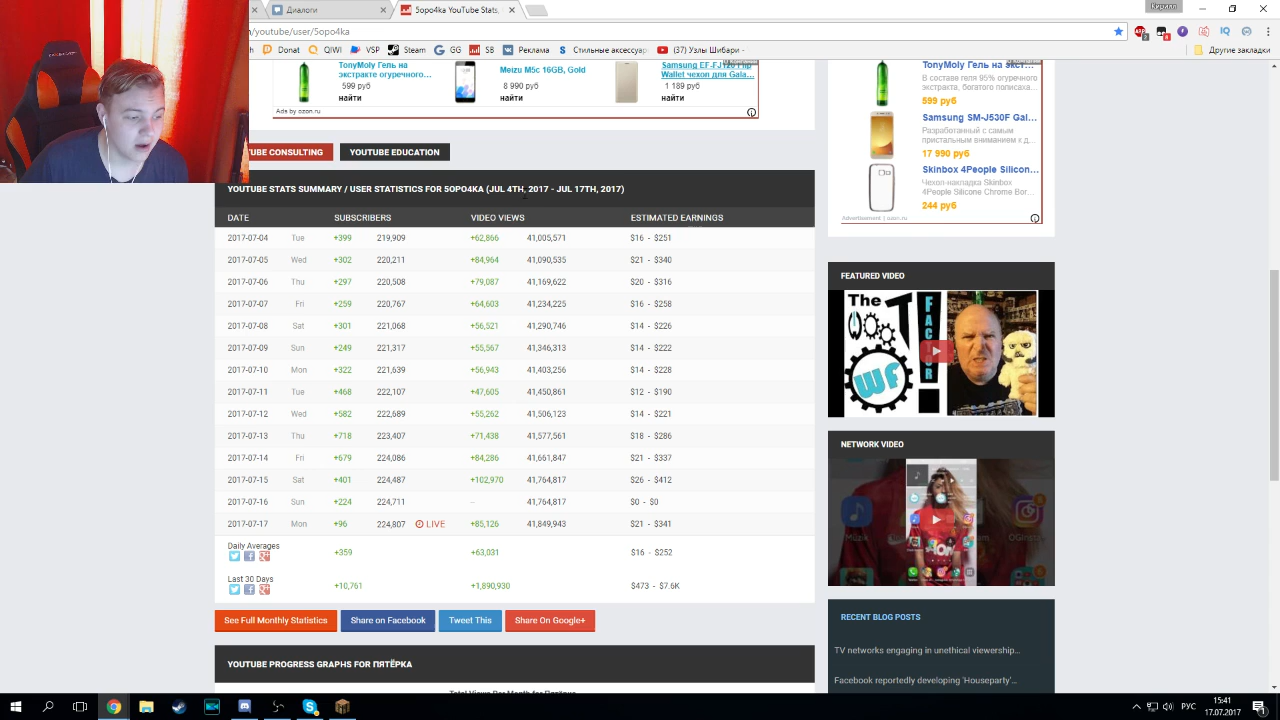 Диалоги
5opo4ka YouTube Stats,
Кирилл
/youtube/user/5opo4ka
Donate
QIWI
VSP
Steam
GG
SB
Реклама
Стильные аксессуар
(37) Узлы Шибари -
Другие закладки
TonyMoly Гель на
экстракте огуречного...
599 руб
найти
Meizu M5c 16GB, Gold
8 990 руб
найти
Samsung EF-FJ120 Flip
Wallet чехол для Gala...
1 189 руб
найти
Ads by ozon.ru
TonyMoly Гель на экст...
В составе геля 95% огуречного
экстракта, богатого полисаха...
599 руб
Samsung SM-J530F Gal...
Разработанный с самым
пристальным вниманием к д...
17 990 руб
Skinbox 4People Silicon...
Чехол-накладка Skinbox
4People Silicone Chrome Bor...
244 руб
Advertisement | ozon.ru
TUBE CONSULTING
YOUTUBE EDUCATION
YOUTUBE STATS SUMMARY / USER STATISTICS FOR 5OPO4KA (JUL 4TH, 2017 - JUL 17TH, 2017)
DATE SUBSCRIBERS VIDEO VIEWS ESTIMATED EARNINGS
2017-07-04 Tue +399 219,909 +62,866 41,005,571 $16 - $251
2017-07-05 Wed +302 220,211 +84,964 41,090,535 $21 - $340
2017-07-06 Thu +297 220,508 +79,087 41,169,622 $20 - $316
2017-07-07 Fri +259 220,767 +64,603 41,234,225 $16 - $258
2017-07-08 Sat +301 221,068 +56,521 41,290,746 $14 - $226
2017-07-09 Sun +249 221,317 +55,567 41,346,313 $14 - $222
2017-07-10 Mon +322 221,639 +56,943 41,403,256 $14 - $228
2017-07-11 Tue +468 222,107 +47,605 41,450,861 $12 - $190
2017-07-12 Wed +582 222,689 +55,262 41,506,123 $14 - $221
2017-07-13 Thu +718 223,407 +71,438 41,577,561 $18 - $286
2017-07-14 Fri +679 224,086 +84,286 41,661,847 $21 - $337
2017-07-15 Sat +401 224,487 +102,970 41,764,817 $26 - $412
2017-07-16 Sun +224 224,711 -- 41,764,817 $0 - $0
2017-07-17 Mon +96 224,807 LIVE +85,126 41,849,943 $21 - $341
Daily Averages +359 +63,031 $16 - $252
Last 30 Days +10,761 +1,890,930 $473 - $7.6K
See Full Monthly Statistics
Share on Facebook
Tweet This
Share On Google+
YOUTUBE PROGRESS GRAPHS FOR ПЯТЁРКА
Total Views Per Month for Пятёрка
FEATURED VIDEO
The
T
FACTOR!
WF
NETWORK VIDEO
Müzik
RECENT BLOG POSTS
TV networks engaging in unethical viewership...
Facebook reportedly developing 'Houseparty'...
РУС
15:41
17.07.2017